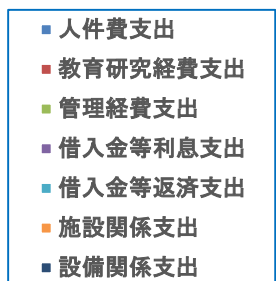 人件費支出
教育研究経費支出
管理経費支出
借入金等利息支出
借入金等返済支出
施設関係支出
設備関係支出